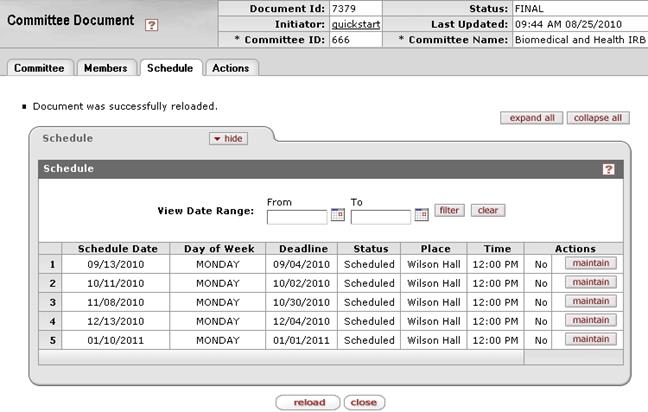 Committee Document ?
Document Id: 7379 Status: FINAL
Initiator: quickstart Last Updated: 09:44 AM 08/25/2010
* Committee ID: 666 * Committee Name: Biomedical and Health IRB
Committee Members Schedule Actions
Document was successfully reloaded.
expand all collapse all
Schedule hide
Schedule ?
From To
View Date Range: filter clear
Schedule Date Day of Week Deadline Status Place Time Actions
1 09/13/2010 MONDAY 09/04/2010 Scheduled Wilson Hall 12:00 PM No maintain
2 10/11/2010 MONDAY 10/02/2010 Scheduled Wilson Hall 12:00 PM No maintain
3 11/08/2010 MONDAY 10/30/2010 Scheduled Wilson Hall 12:00 PM No maintain
4 12/13/2010 MONDAY 12/04/2010 Scheduled Wilson Hall 12:00 PM No maintain
5 01/10/2011 MONDAY 01/01/2011 Scheduled Wilson Hall 12:00 PM No maintain
reload close